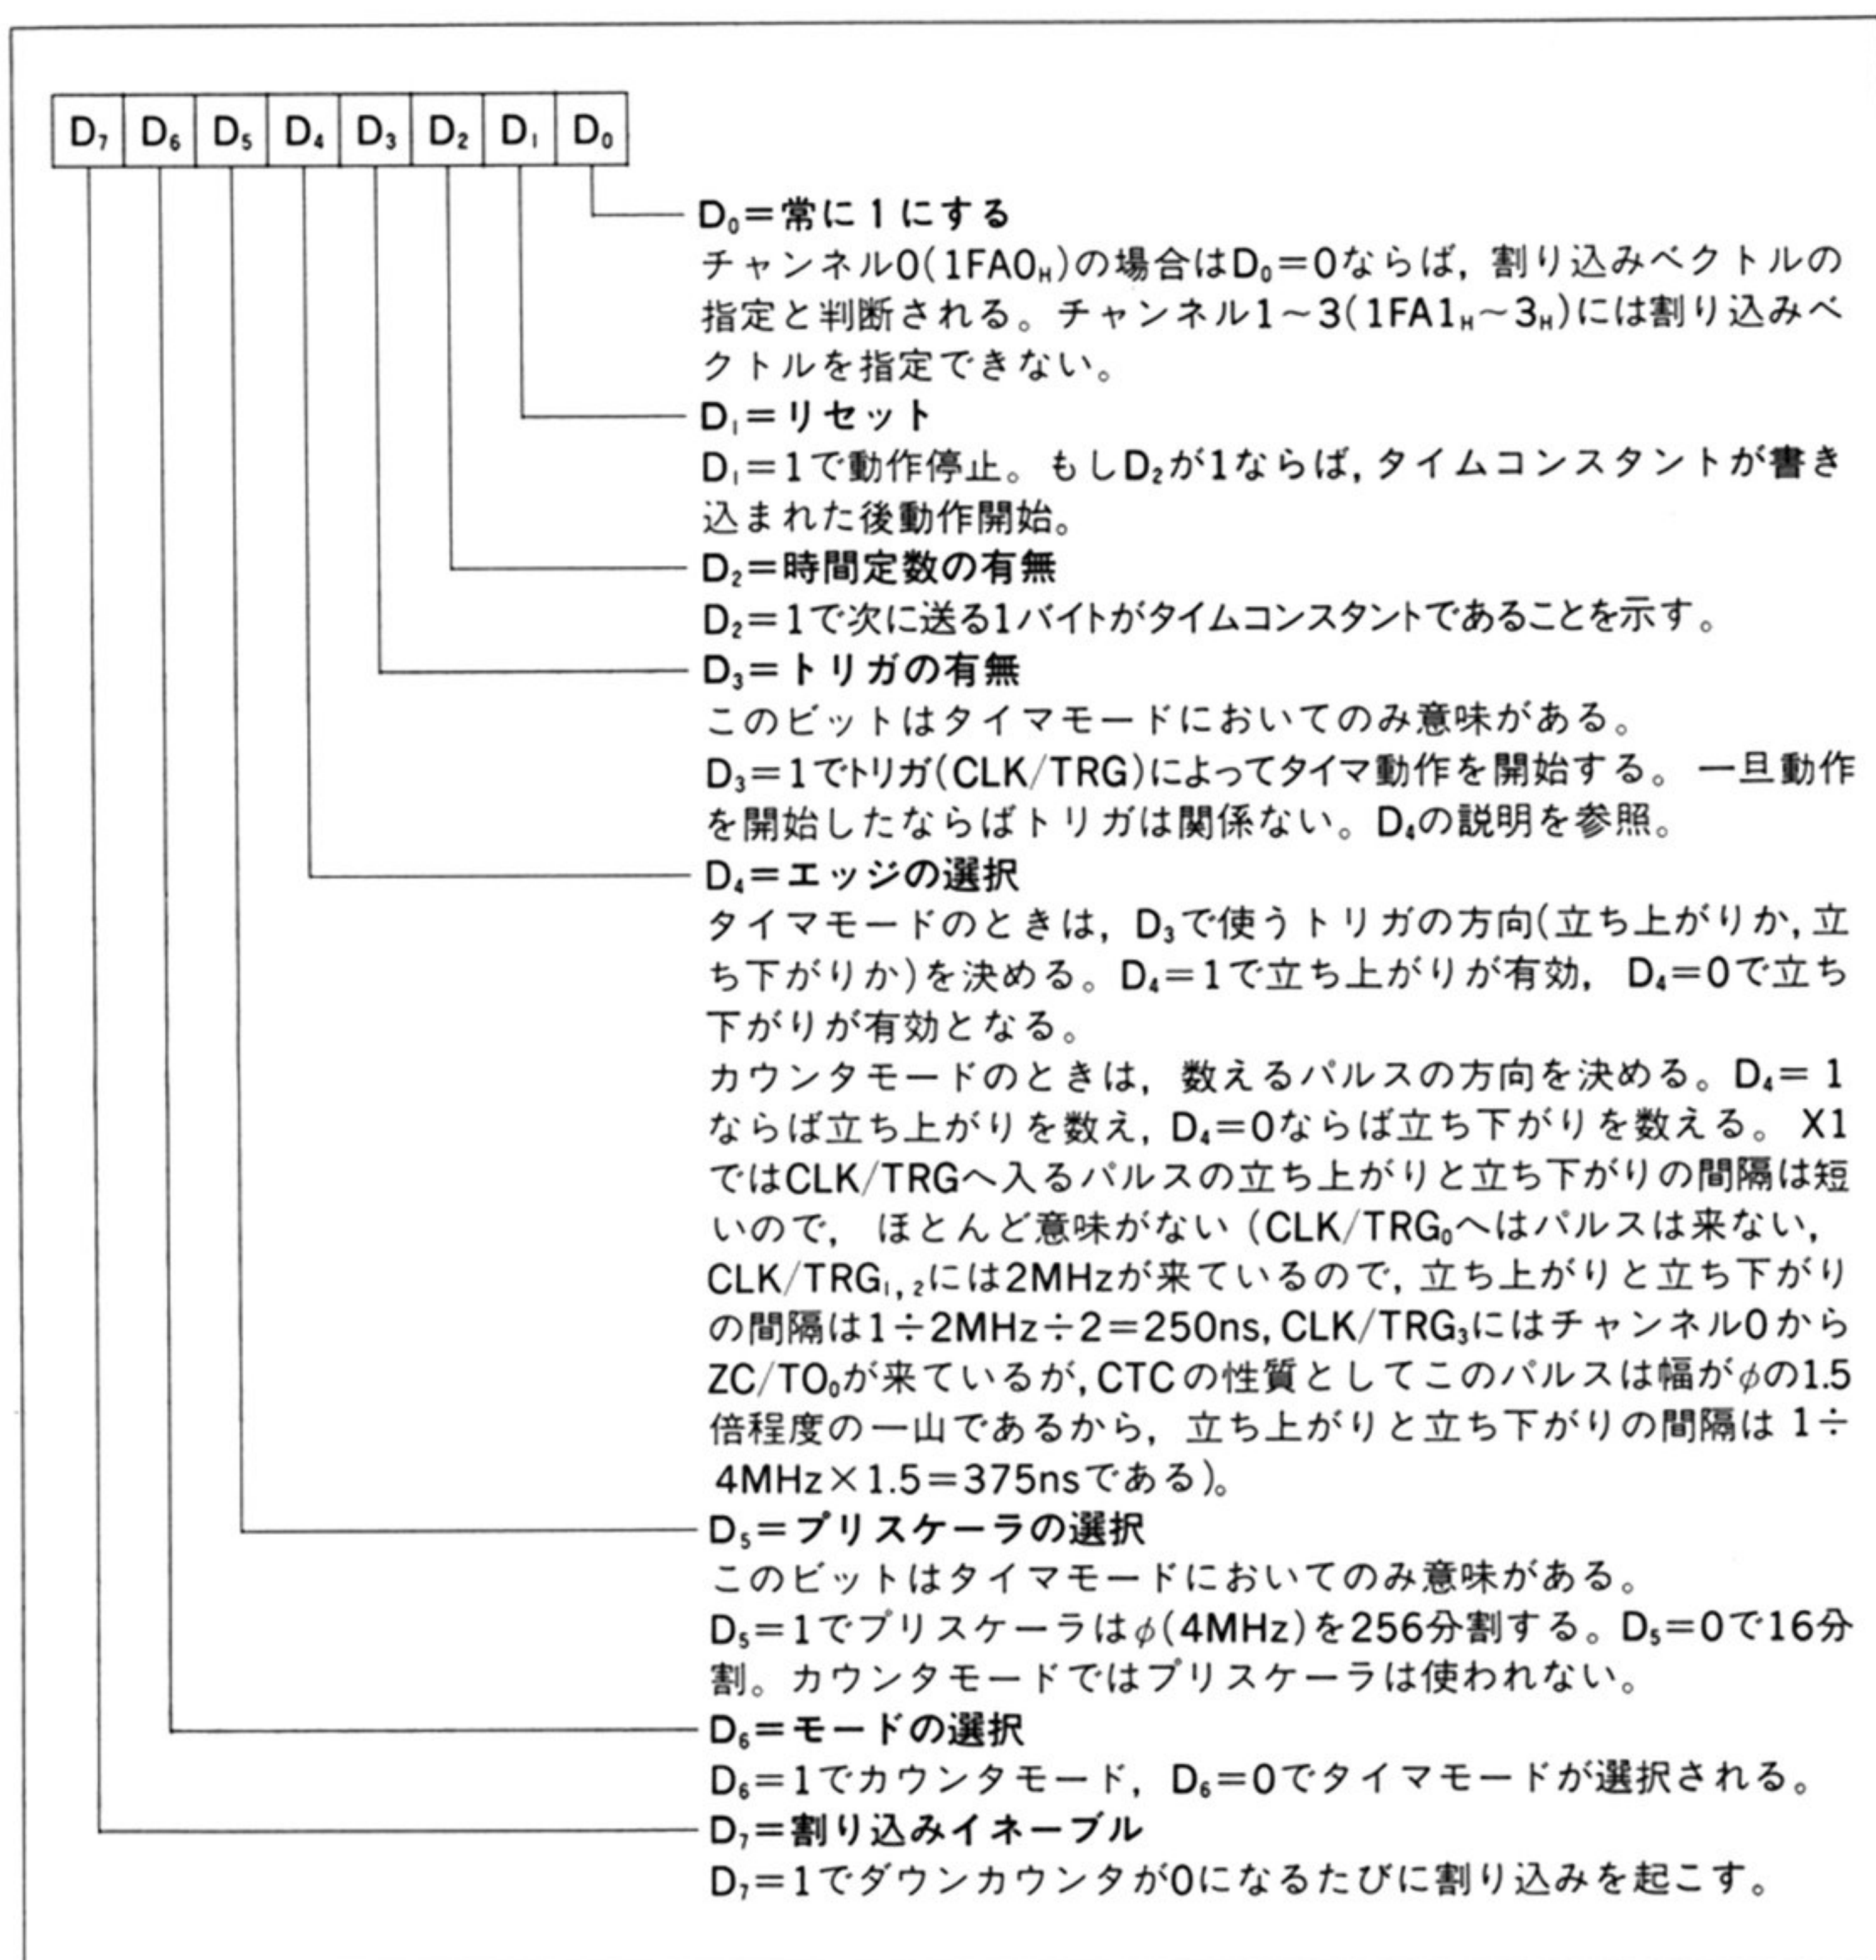 D₇ D₆ D₅ D₄ D₃ D₂ D₁ D₀
D₀＝常に1にする
チャンネル0(1FA0H)の場合はD₀＝0ならば，割り込みベクトルの
指定と判断される。チャンネル1～3(1FA1H～3H)には割り込みベ
クトルを指定できない。
D₁＝リセット
D₁＝1で動作停止。もしD₂が1ならば，タイムコンスタントが書き
込まれた後動作開始。
D₂＝時間定数の有無
D₂＝1で次に送る1バイトがタイムコンスタントであることを示す。
D₃＝トリガの有無
このビットはタイマモードにおいてのみ意味がある。
D₃＝1でトリガ(CLK/TRG)によってタイマ動作を開始する。一旦動作
を開始したならばトリガは関係ない。D₄の説明を参照。
D₄＝エッジの選択
タイマモードのときは，D₃で使うトリガの方向(立ち上がりか，立
ち下がりか)を決める。D₄＝1で立ち上がりが有効，D₄＝0で立ち
下がりが有効となる。
カウンタモードのときは，数えるパルスの方向を決める。D₄＝1
ならば立ち上がりを数え，D₄＝0ならば立ち下がりを数える。X1
ではCLK/TRGへ入るパルスの立ち上がりと立ち下がりの間隔は短
いので，ほとんど意味がない（CLK/TRG₀へはパルスは来ない，
CLK/TRG₁,₂には2MHzが来ているので，立ち上がりと立ち下がり
の間隔は1÷2MHz÷2＝250ns，CLK/TRG₃にはチャンネル0から
ZC/TO₀が来ているが，CTCの性質としてこのパルスは幅がφの1.5
倍程度の一山であるから，立ち上がりと立ち下がりの間隔は1÷
4MHz×1.5＝375nsである)。
D₅＝プリスケーラの選択
このビットはタイマモードにおいてのみ意味がある。
D₅＝1でプリスケーラはφ(4MHz)を256分割する。D₅＝0で16分
割。カウンタモードではプリスケーラは使われない。
D₆＝モードの選択
D₆＝1でカウンタモード，D₆＝0でタイマモードが選択される。
D₇＝割り込みイネーブル
D₇＝1でダウンカウンタが0になるたびに割り込みを起こす。